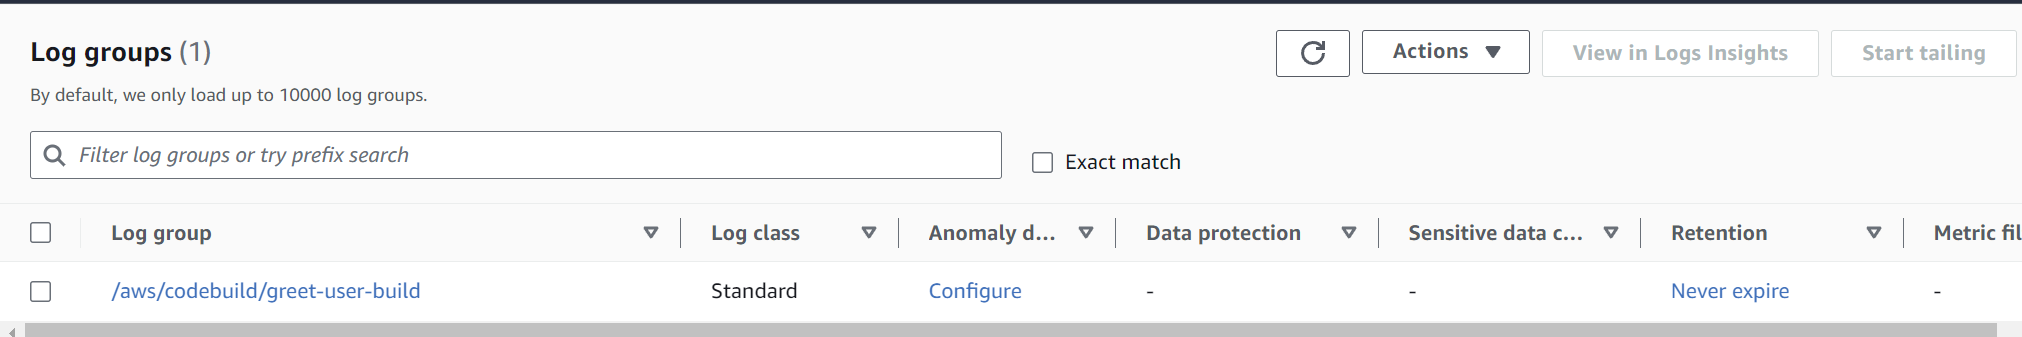 Log groups (1)
Actions
View in Logs Insights
Start tailing
By default, we only load up to 10000 log groups.
Filter log groups or try prefix search
Exact match
Log group
Log class
Anomaly d...
Data protection
Sensitive data c...
Retention
Metric fil
/aws/codebuild/greet-user-build
Standard
Configure
-
-
Never expire
-